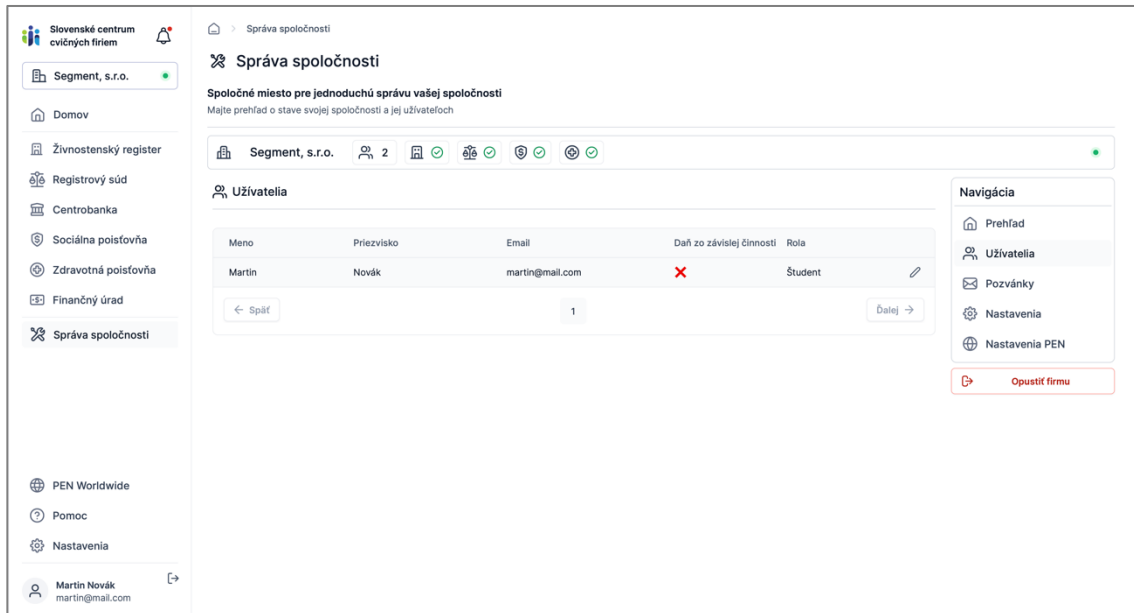 Slovenské centrum
cvičných firiem
Segment, s.r.o.
Domov
Živnostenský register
Registrový súd
Centrobanka
Sociálna poisťovňa
Zdravotná poisťovňa
Finančný úrad
Správa spoločnosti
PEN Worldwide
Pomoc
Nastavenia
Martin Novák
martin@mail.com
Správa spoločnosti
Správa spoločnosti
Spoločné miesto pre jednoduchú správu vašej spoločnosti
Majte prehľad o stave svojej spoločnosti a jej užívateľoch
Segment, s.r.o. 2
Užívatelia
Meno Priezvisko Email Daň zo závislej činnosti Rola
Martin Novák martin@mail.com Študent
← Späť 1 Ďalej →
Navigácia
Prehľad
Užívatelia
Pozvánky
Nastavenia
Nastavenia PEN
Opustiť firmu